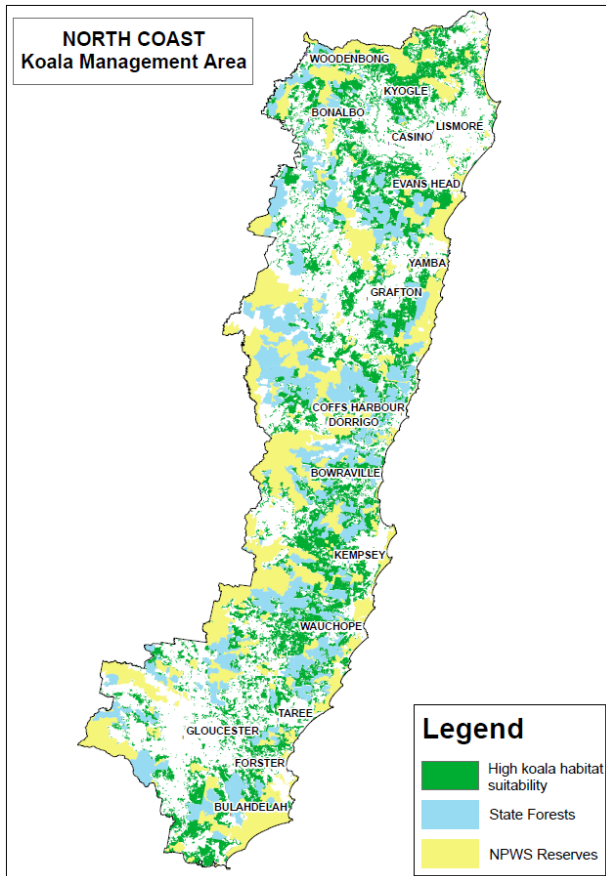 NORTH COAST
Koala Management Area
WOODENBONG
KYOGLE
BONALBO
LISMORE
CASINO
EVANS HEAD
YAMBA
GRAFTON
COFFS HARBOUR
DORRIGO
BOWRAVILLE
KEMPSEY
WAUCHOPE
TAREE
GLOUCESTER
FORSTER
BULAHDELAH
Legend
High koala habitat
suitability
State Forests
NPWS Reserves